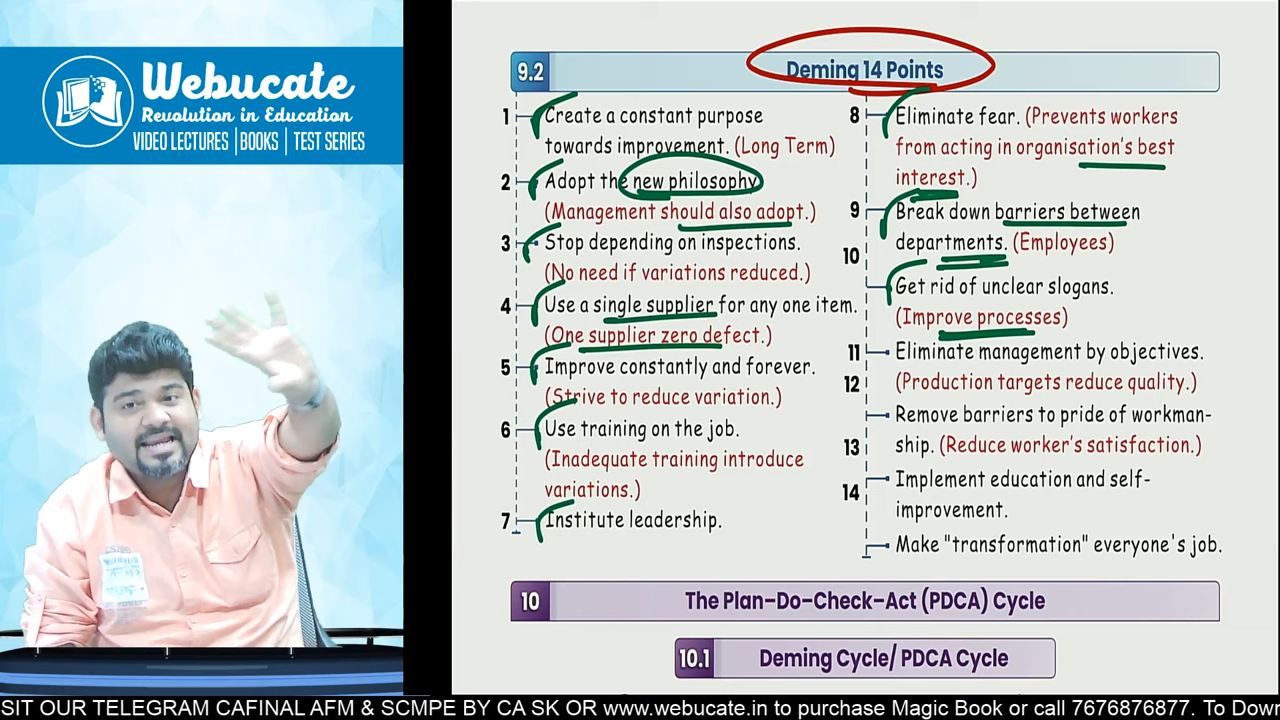 Webucate
Revolution in Education
VIDEO LECTURES | BOOKS | TEST SERIES
9.2
Deming 14 Points
1
Create a constant purpose
towards improvement. (Long Term)
2
Adopt the new philosophy
(Management should also adopt.)
3
Stop depending on inspections.
(No need if variations reduced.)
4
Use a single supplier for any one item.
(One supplier zero defect.)
5
Improve constantly and forever.
(Strive to reduce variation.)
6
Use training on the job.
(Inadequate training introduce
variations.)
7
Institute leadership.
8
Eliminate fear. (Prevents workers
from acting in organisation's best
interest.)
9
Break down barriers between
departments. (Employees)
10
Get rid of unclear slogans.
(Improve processes)
11
Eliminate management by objectives.
12
(Production targets reduce quality.)
Remove barriers to pride of workman-
13
ship. (Reduce worker's satisfaction.)
Implement education and self-
14
improvement.
Make "transformation" everyone's job.
10
The Plan-Do-Check-Act (PDCA) Cycle
10.1
Deming Cycle/ PDCA Cycle
SIT OUR TELEGRAM CAFINAL AFM & SCMPE BY CA SK OR www.webucate.in to purchase Magic Book or call 7676876877. To Down